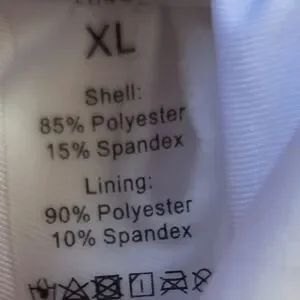 XL
Shell:
85% Polyester
15% Spandex
Lining:
90% Polyester
10% Spandex